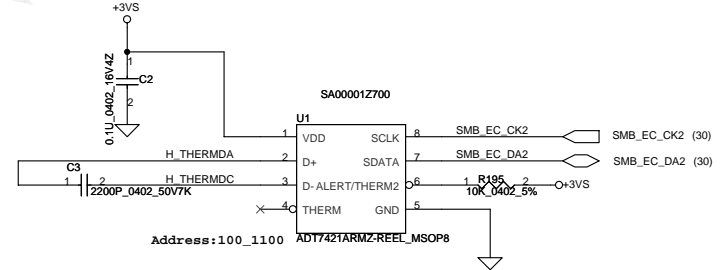 +3VS
1
C2
2
0.1U_0402_16V4Z
SA00001Z700
U1
1 VDD SCLK 8 SMB_EC_CK2 SMB_EC_CK2 (30)
H_THERMDA 2 D+ SDATA 7 SMB_EC_DA2 SMB_EC_DA2 (30)
C3
1 2 H_THERMDC 3 D- ALERT/THERM2 6 1 R195 2 +3VS
2200P_0402_50V7K
10K_0402_5%
4 THERM GND 5
Address:100_1100 ADT7421ARMZ-REEL_MSOP8